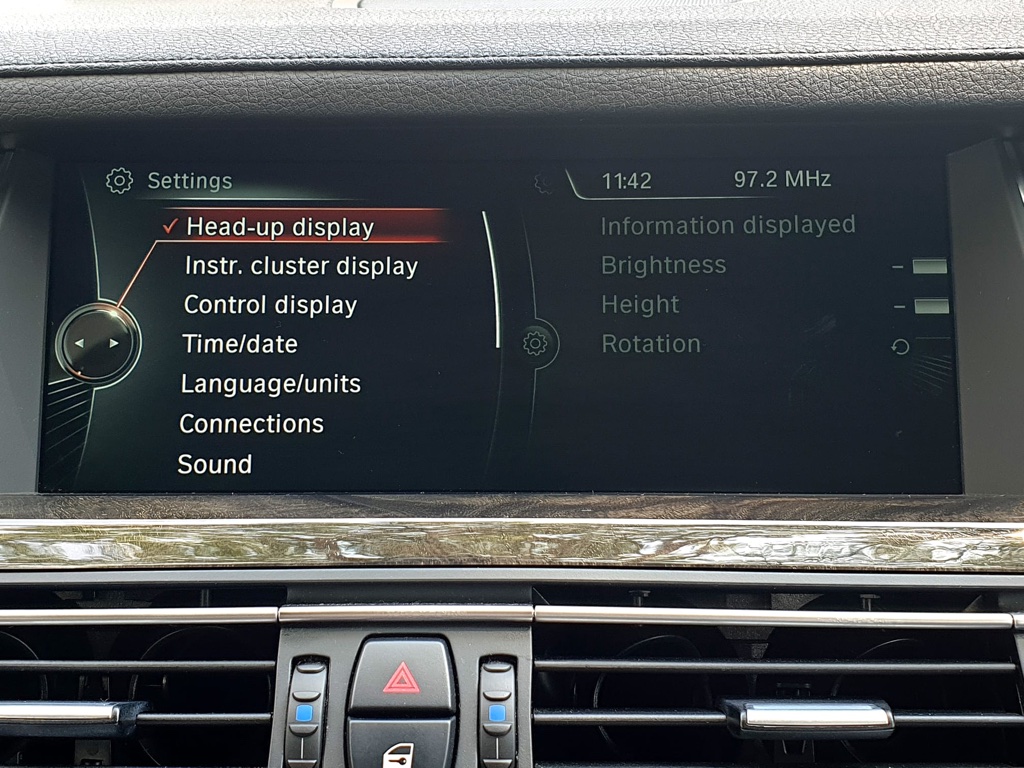 Settings
11:42 97.2 MHz
Head-up display
Instr. cluster display
Control display
Time/date
Language/units
Connections
Sound
Information displayed
Brightness
Height
Rotation